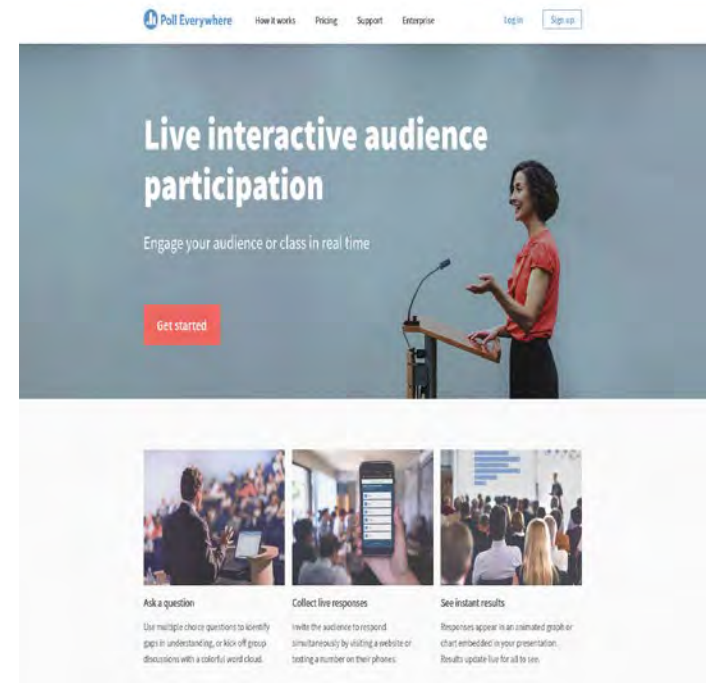 Poll Everywhere How it works Pricing Support Enterprise Log in Sign up
Live interactive audience
participation
Engage your audience or class in real time
Get started
Ask a question
Use multiple choice questions to identify
gaps in understanding, or kick off group
discussions with a colorful word cloud.
Collect live responses
Invite the audience to respond
simultaneously by visiting a website or
texting a number on their phones.
See instant results
Responses appear in an animated graph or
chart embedded in your presentation.
Results update live for all to see.